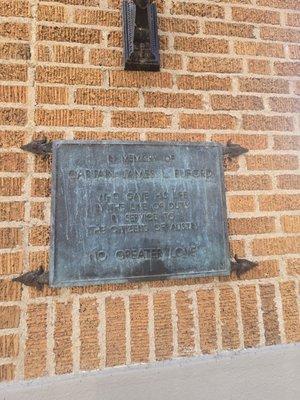 IN MEMORY OF
CAPTAIN JAMES L. BUFORD
WHO GAVE HIS LIFE
IN THE LINE OF DUTY
IN SERVICE TO
THE CITIZENS OF AUSTIN
"NO GREATER LOVE"